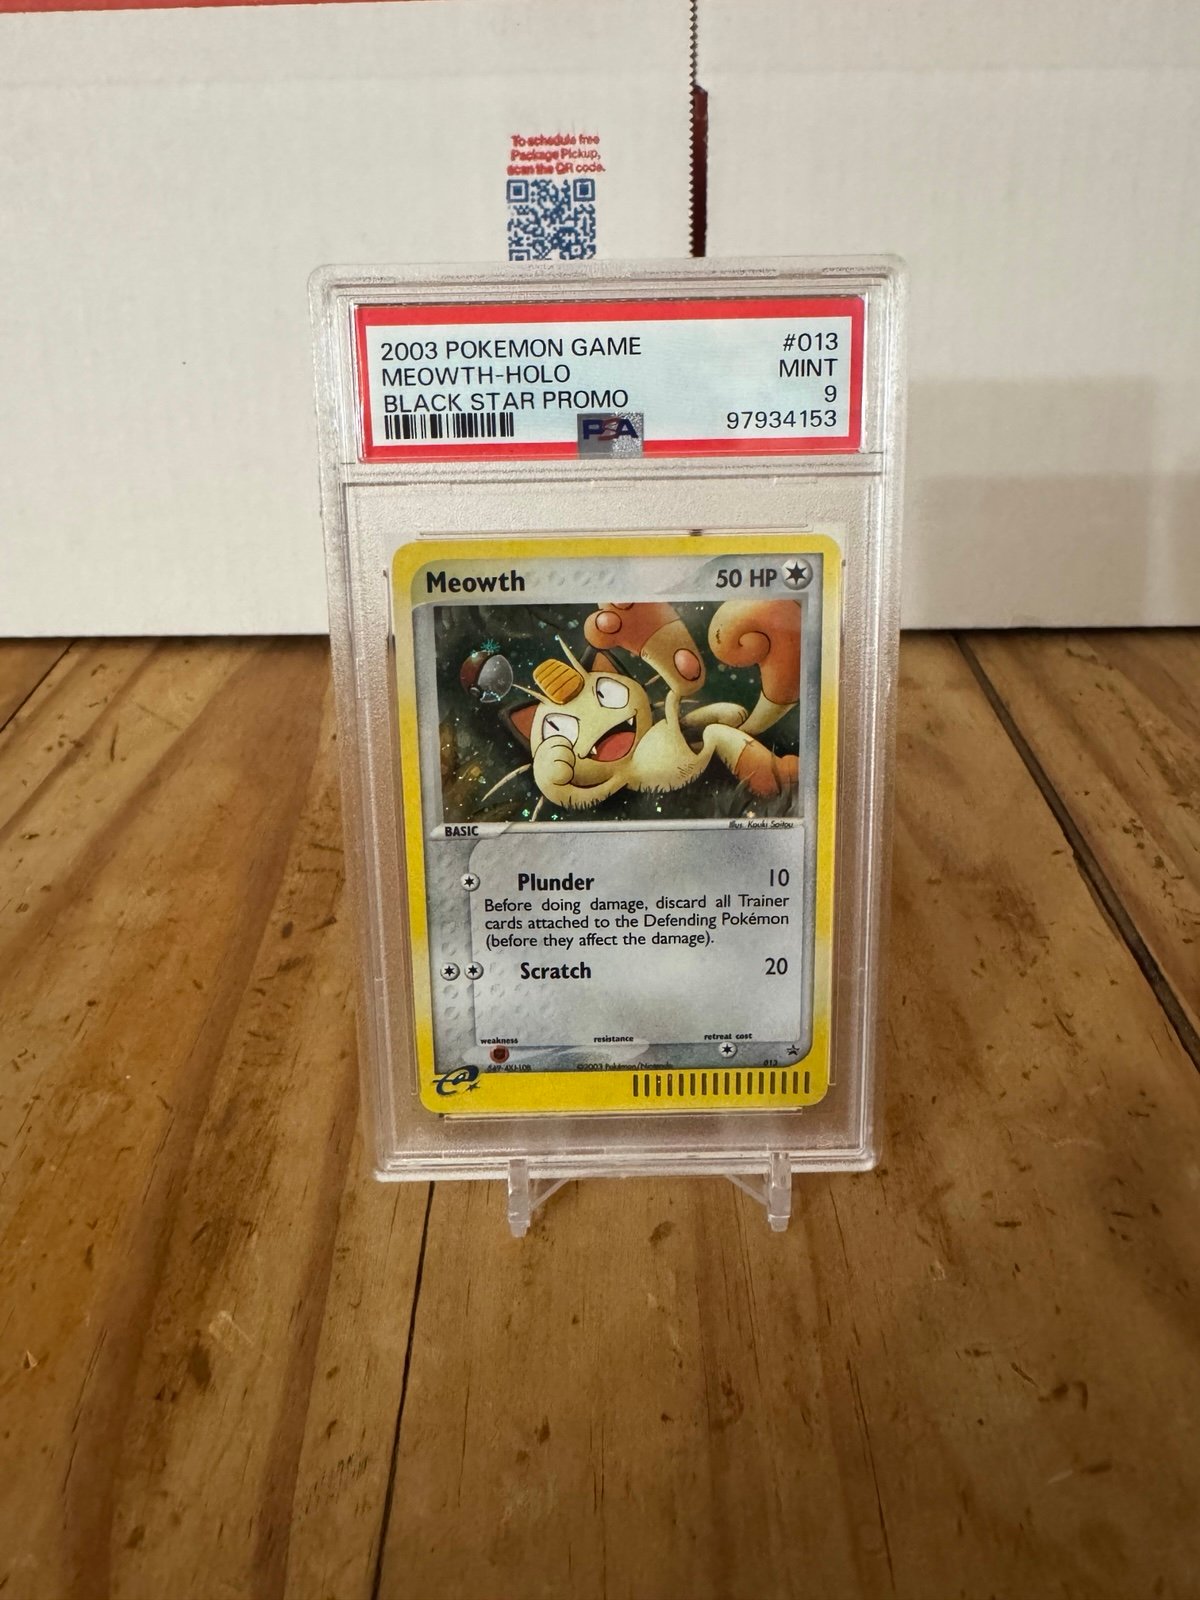 To schedule free
Package Pickup,
scan the QR code.
2003 POKEMON GAME #013
MEOWTH-HOLO MINT
BLACK STAR PROMO 9
PSA 97934153
Meowth 50 HP
BASIC Illus. Kouki Saitou
Plunder 10
Before doing damage, discard all Trainer
cards attached to the Defending Pokémon
(before they affect the damage).
Scratch 20
weakness resistance retreat cost
©2003 Pokémon/Nintendo 013
e